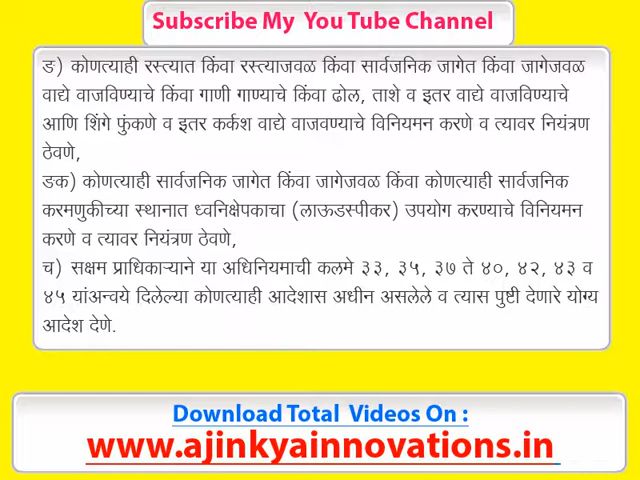 Subscribe My You Tube Channel
ङ) कोणत्याही रस्त्यात किंवा रस्त्याजवळ किंवा सार्वजनिक जागेत किंवा जागेजवळ
वाद्ये वाजविण्याचे किंवा गाणी गाण्याचे किंवा ढोल, ताशे व इतर वाद्ये वाजविण्याचे
आणि शिंगे फुंकणे व इतर कर्कश वाद्ये वाजवण्याचे विनियमन करणे व त्यावर नियंत्रण
ठेवणे,
ङक) कोणत्याही सार्वजनिक जागेत किंवा जागेजवळ किंवा कोणत्याही सार्वजनिक
करमणुकीच्या स्थानात ध्वनिक्षेपकाचा (लाऊडस्पीकर) उपयोग करण्याचे विनियमन
करणे व त्यावर नियंत्रण ठेवणे,
च) सक्षम प्राधिकाऱ्याने या अधिनियमाची कलमे ३३, ३५, ३७ ते ४०, ४२, ४३ व
४५ यांअन्वये दिलेल्या कोणत्याही आदेशास अधीन असलेले व त्यास पुष्टी देणारे योग्य
आदेश देणे.
Download Total Videos On :
www.ajinkyainnovations.in